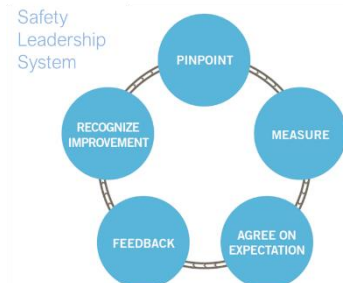 Safety
Leadership
System
PINPOINT
MEASURE
AGREE ON
EXPECTATION
FEEDBACK
RECOGNIZE
IMPROVEMENT